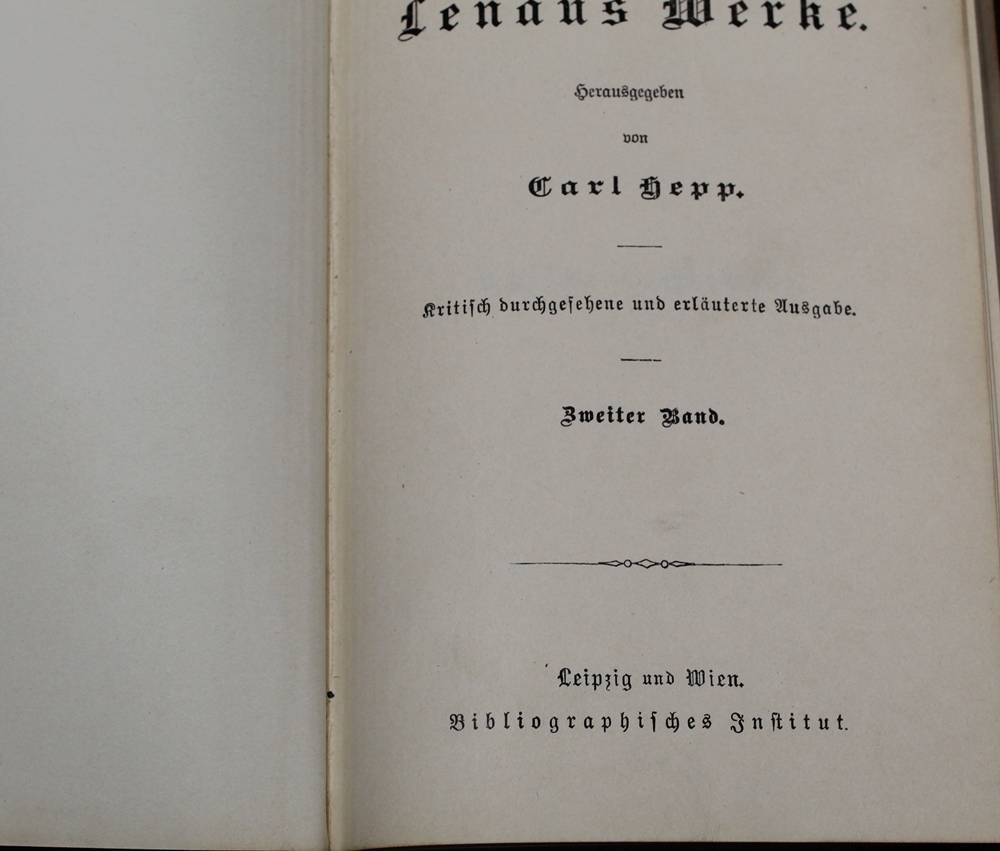 Lenaus Werke.
Herausgegeben
von
Carl Hepp.
Kritiſch durchgeſehene und erläuterte Ausgabe.
Zweiter Band.
Leipzig und Wien.
Bibliographiſches Inſtitut.